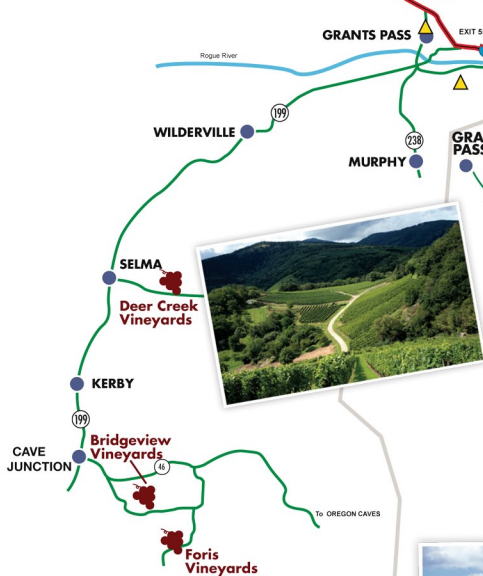 GRANTS PASS
EXIT 5
Rogue River
199
WILDERVILLE
238
MURPHY
GRA
PASS
SELMA
Deer Creek
Vineyards
KERBY
199
Bridgeview
Vineyards
CAVE
JUNCTION
46
To OREGON CAVES
Foris
Vineyards